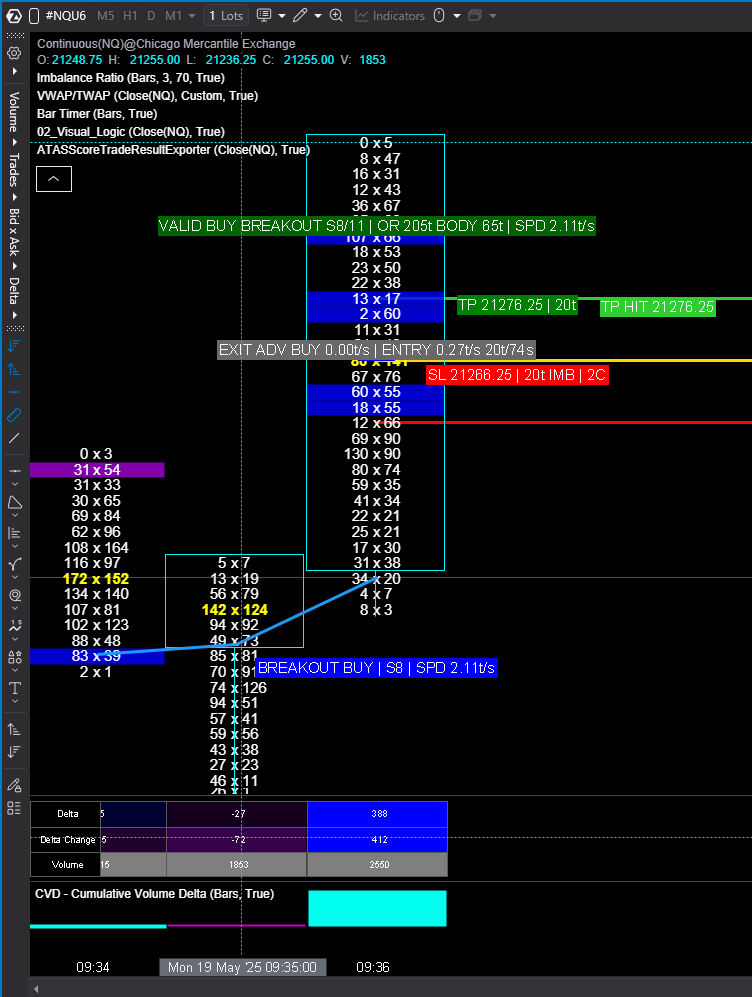 #NQU6 M5 H1 D M1 1 Lots Indicators
Continuous(NQ)@Chicago Mercantile Exchange
O: 21248.75 H: 21255.00 L: 21236.25 C: 21255.00 V: 1853
Imbalance Ratio (Bars, 3, 70, True)
VWAP/TWAP (Close(NQ), Custom, True)
Bar Timer (Bars, True)
02_Visual_Logic (Close(NQ), True)
ATASScoreTradeResultExporter (Close(NQ), True)
Volume
Trades
Bid x Ask
Delta
0 x 3
31 x 54
31 x 33
30 x 65
69 x 84
62 x 96
108 x 164
116 x 97
172 x 152
134 x 140
107 x 81
102 x 123
88 x 48
83 x 39
2 x 1
5 x 7
13 x 19
56 x 79
142 x 124
94 x 92
49 x 73
85 x 81
70 x 91
74 x 126
94 x 51
57 x 41
59 x 56
43 x 38
27 x 23
46 x 11
0 x 5
8 x 47
16 x 31
12 x 43
36 x 67
VALID BUY BREAKOUT S8/11 | OR 205t BODY 65t | SPD 2.11t/s
107 x 66
18 x 53
23 x 50
22 x 38
13 x 17
2 x 60
11 x 31
EXIT ADV BUY 0.00t/s | ENTRY 0.27t/s 20t/74s
80 x 141
67 x 76
60 x 55
18 x 55
12 x 66
69 x 90
130 x 90
80 x 74
59 x 35
41 x 34
22 x 21
25 x 21
17 x 30
31 x 38
34 x 20
4 x 7
8 x 3
TP 21276.25 | 20t
TP HIT 21276.25
SL 21266.25 | 20t IMB | 2C
BREAKOUT BUY | S8 | SPD 2.11t/s
Delta 5 -27 388
Delta Change 5 -72 412
Volume 15 1853 2550
CVD - Cumulative Volume Delta (Bars, True)
09:34 Mon 19 May '25 09:35:00 09:36